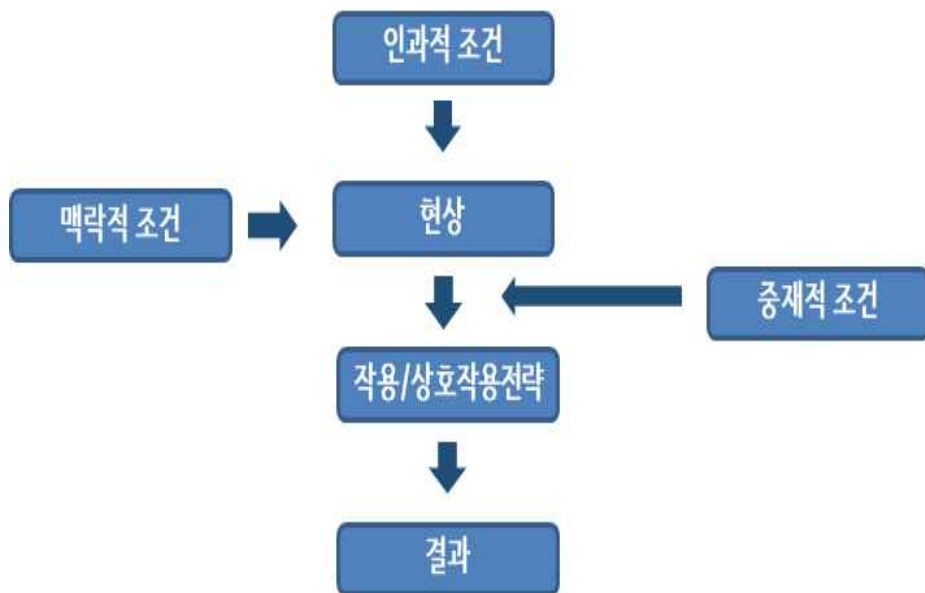 인과적 조건
현상
맥락적 조건
중재적 조건
작용/상호작용전략
결과